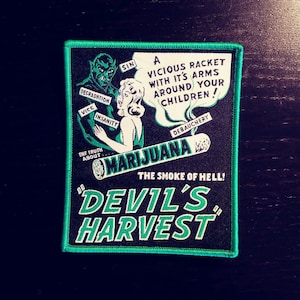 SIN
A
VICIOUS RACKET
WITH IT'S ARMS
AROUND YOUR
CHILDREN!
DEGRADATION
VICE
INSANITY
DEBAUCHERY
THE TRUTH
ABOUT...
MARIJUANA
THE SMOKE OF HELL!
"DEVIL'S
HARVEST"